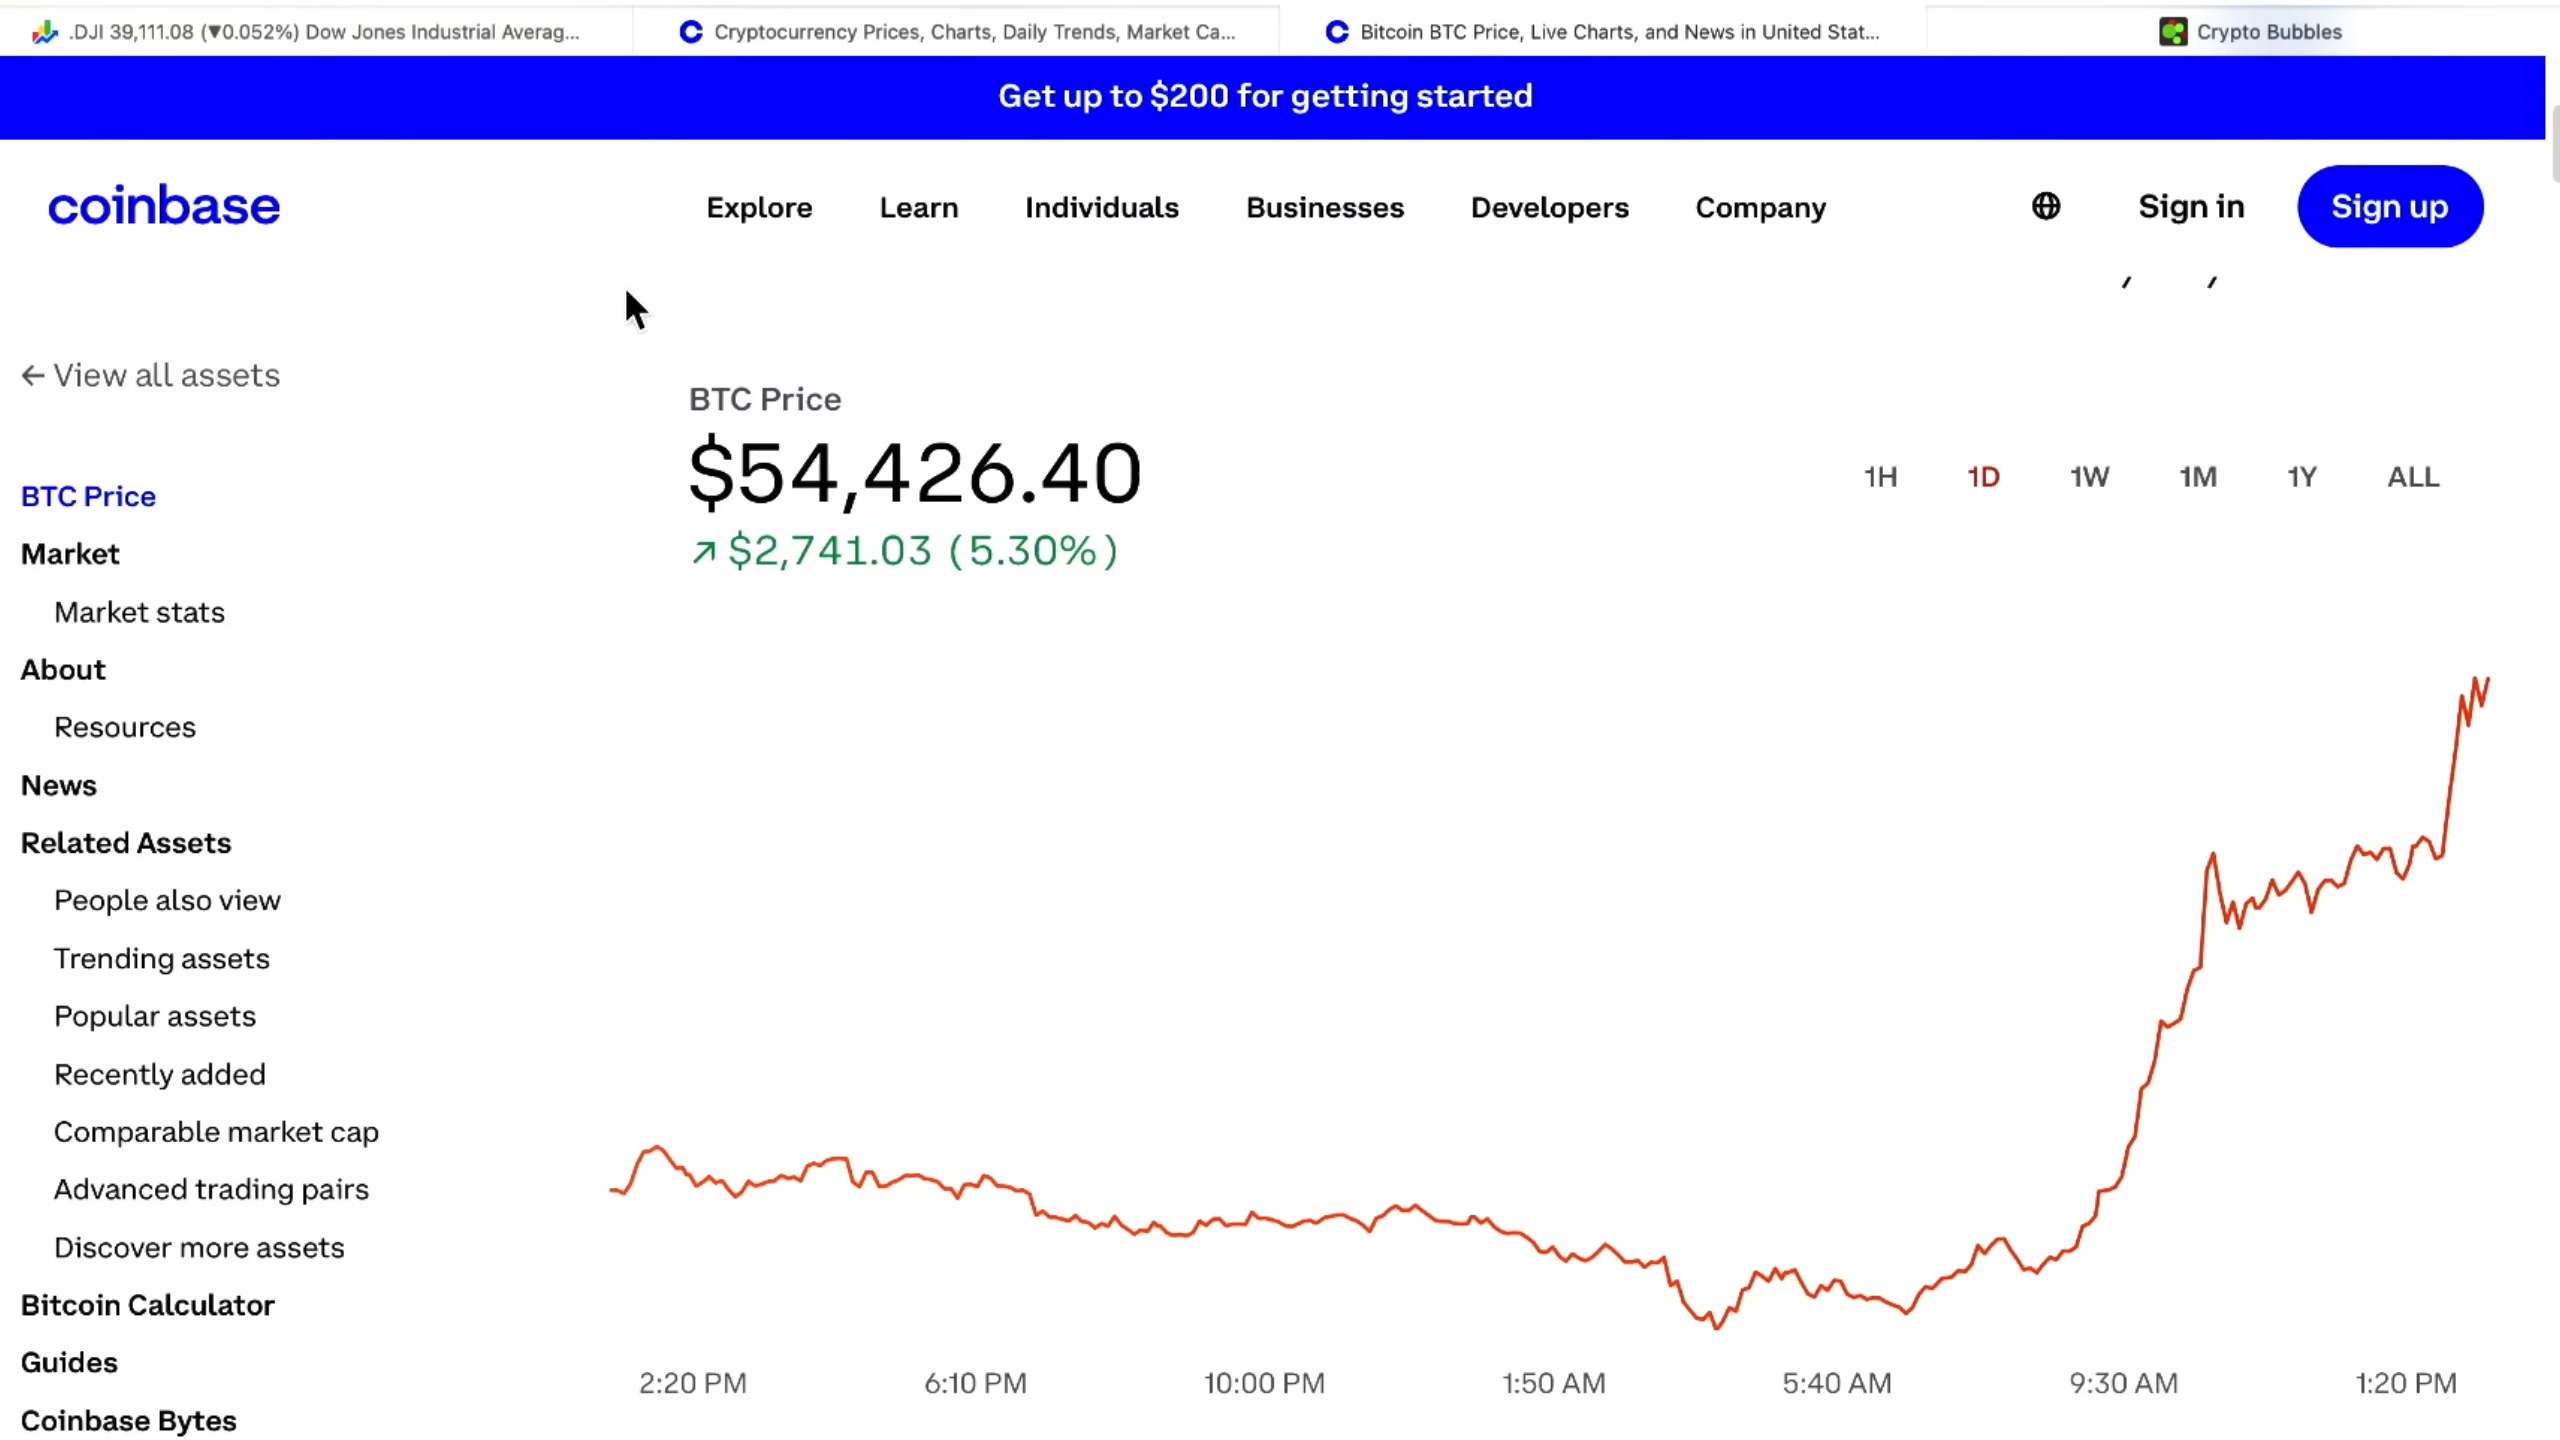 .DJI 39,111.08 (▼0.052%) Dow Jones Industrial Averag...
Cryptocurrency Prices, Charts, Daily Trends, Market Ca...
Bitcoin BTC Price, Live Charts, and News in United Stat...
Crypto Bubbles
Get up to $200 for getting started
coinbase
Explore
Learn
Individuals
Businesses
Developers
Company
Sign in
Sign up
← View all assets
BTC Price
Market
Market stats
About
Resources
News
Related Assets
People also view
Trending assets
Popular assets
Recently added
Comparable market cap
Advanced trading pairs
Discover more assets
Bitcoin Calculator
Guides
Coinbase Bytes
BTC Price
$54,426.40
↗ $2,741.03 (5.30%)
1H 1D 1W 1M 1Y ALL
2:20 PM 6:10 PM 10:00 PM 1:50 AM 5:40 AM 9:30 AM 1:20 PM